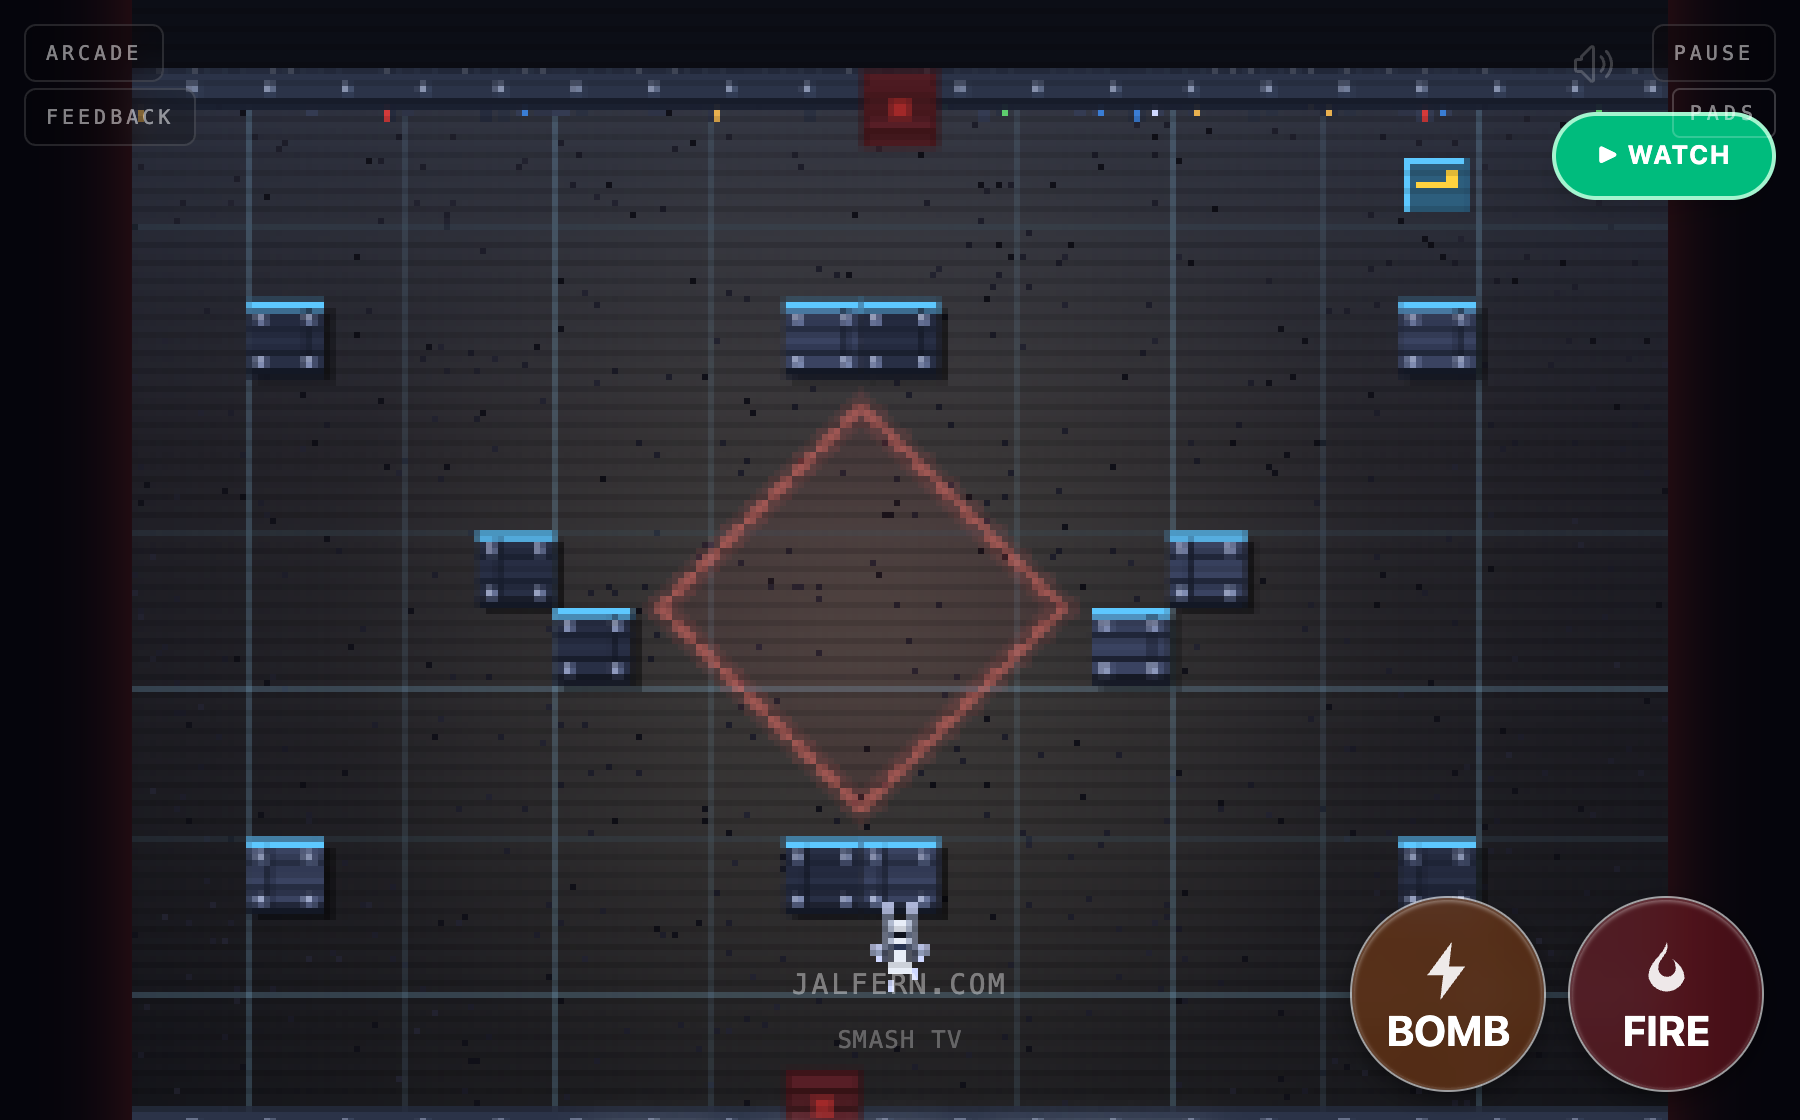 ARCADE
PAUSE
FEEDBACK
PADS
WATCH
JALFERN.COM
SMASH TV
BOMB
FIRE